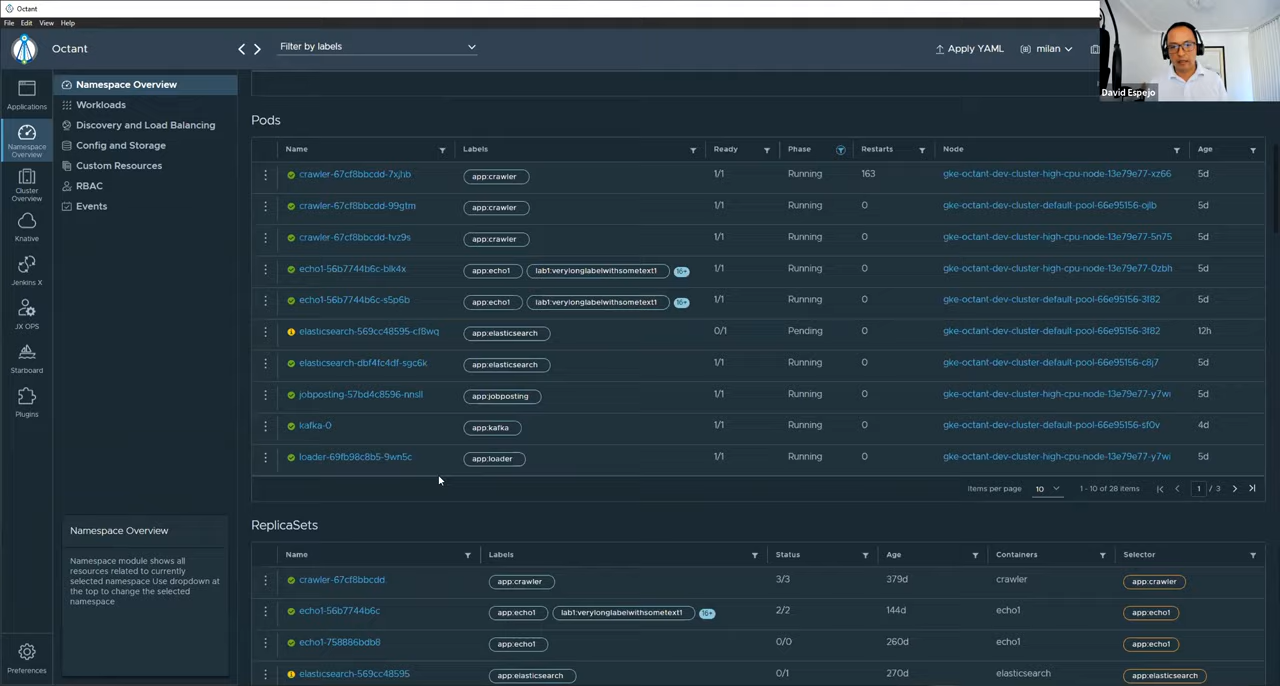 Octant
File Edit View Help
Octant
Filter by labels
Apply YAML
milan
David Espejo
Applications
Namespace Overview
Cluster Overview
Knative
Jenkins X
JX OPS
Starboard
Plugins
Preferences
Namespace Overview
Workloads
Discovery and Load Balancing
Config and Storage
Custom Resources
RBAC
Events
Namespace Overview
Namespace module shows all
resources related to currently
selected namespace Use dropdown at
the top to change the selected
namespace
Pods
Name Labels Ready Phase Restarts Node Age
crawler-67cf8bbcdd-7xjhb app:crawler 1/1 Running 163 gke-octant-dev-cluster-high-cpu-node-13e79e77-xz66 5d
crawler-67cf8bbcdd-99gtm app:crawler 1/1 Running 0 gke-octant-dev-cluster-default-pool-66e95156-ojlb 5d
crawler-67cf8bbcdd-tvz9s app:crawler 1/1 Running 0 gke-octant-dev-cluster-high-cpu-node-13e79e77-5n75 5d
echo1-56b7744b6c-blk4x app:echo1 lab1:verylonglabelwithsometext1 16+ 1/1 Running 0 gke-octant-dev-cluster-high-cpu-node-13e79e77-0zbh 5d
echo1-56b7744b6c-s5p6b app:echo1 lab1:verylonglabelwithsometext1 16+ 1/1 Running 0 gke-octant-dev-cluster-default-pool-66e95156-3f82 5d
elasticsearch-569cc48595-cf8wq app:elasticsearch 0/1 Pending 0 gke-octant-dev-cluster-default-pool-66e95156-3f82 12h
elasticsearch-dbf4fc4df-sgc6k app:elasticsearch 1/1 Running 0 gke-octant-dev-cluster-default-pool-66e95156-c8j7 5d
jobposting-57bd4c8596-nnsll app:jobposting 1/1 Running 0 gke-octant-dev-cluster-high-cpu-node-13e79e77-y7wi 5d
kafka-0 app:kafka 1/1 Running 0 gke-octant-dev-cluster-default-pool-66e95156-sf0v 4d
loader-69fb98c8b5-9wn5c app:loader 1/1 Running 0 gke-octant-dev-cluster-high-cpu-node-13e79e77-y7wi 5d
Items per page 10 1 - 10 of 28 items 1 / 3
ReplicaSets
Name Labels Status Age Containers Selector
crawler-67cf8bbcdd app:crawler 3/3 379d crawler app:crawler
echo1-56b7744b6c app:echo1 lab1:verylonglabelwithsometext1 16+ 2/2 144d echo1 app:echo1
echo1-758886bdb8 app:echo1 0/0 260d echo1 app:echo1
elasticsearch-569cc48595 app:elasticsearch 0/1 270d elasticsearch app:elasticsearch